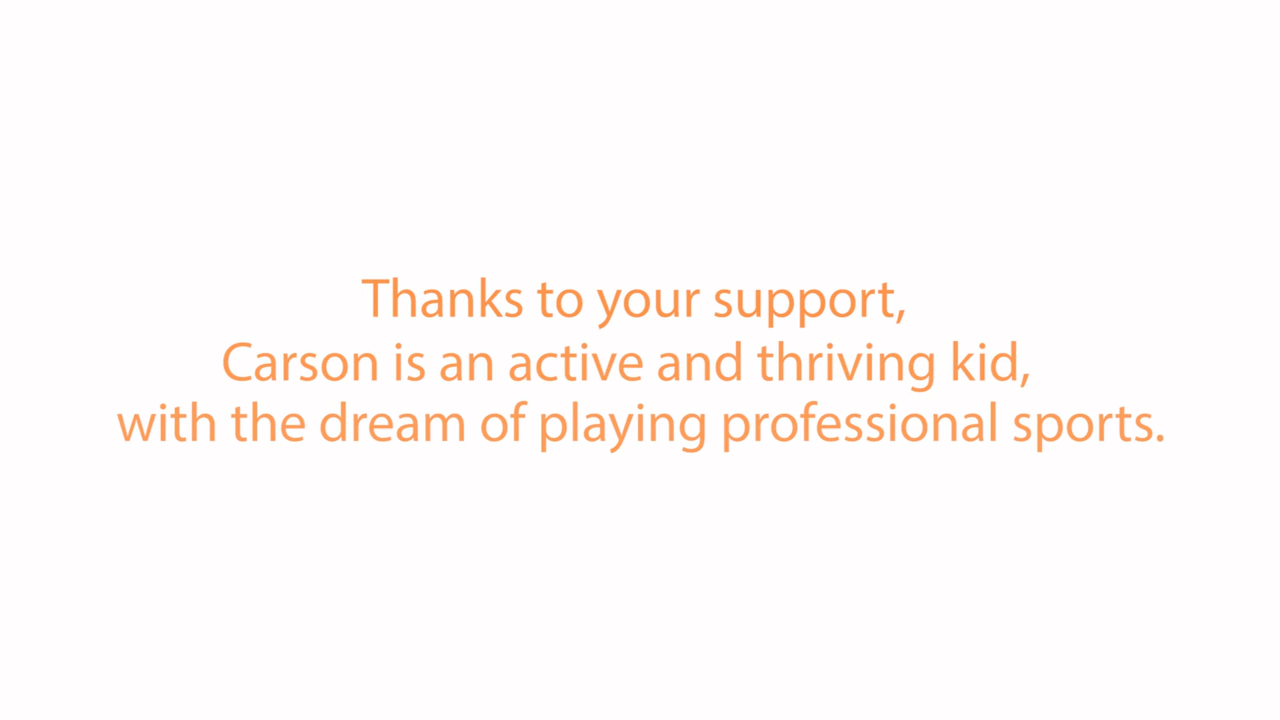 Thanks to your support,
Carson is an active and thriving kid,
with the dream of playing professional sports.